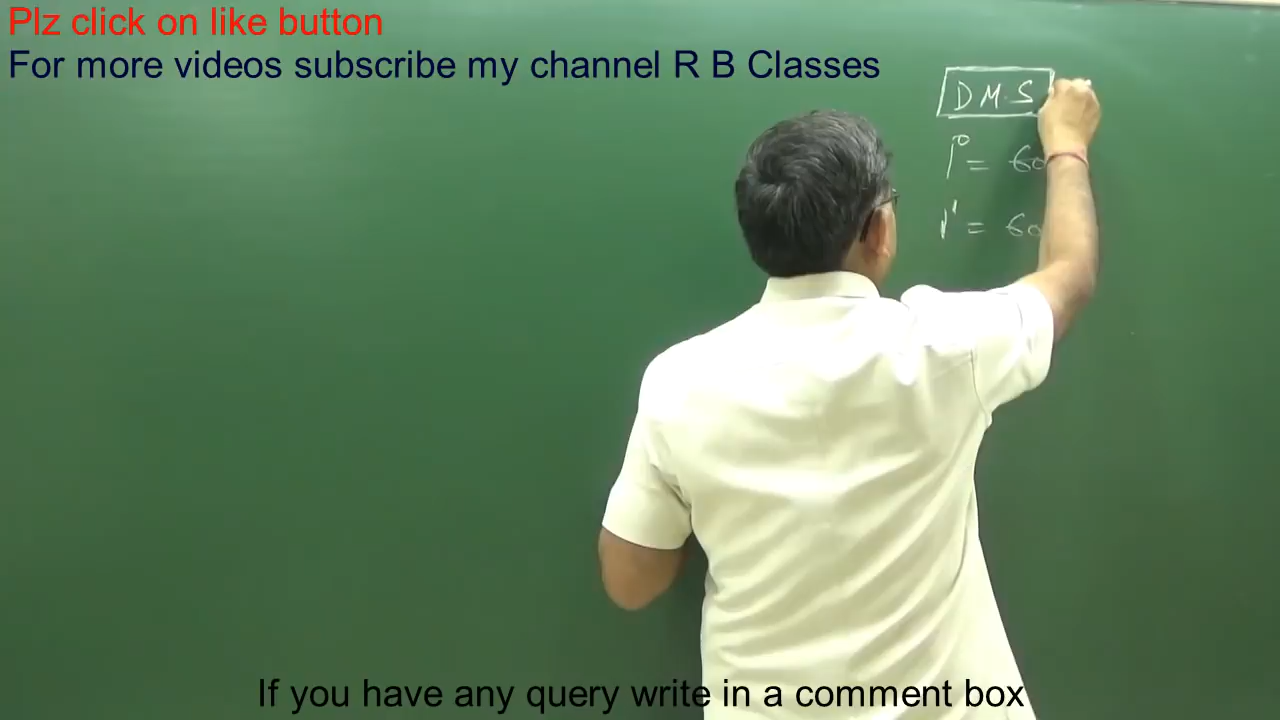 Plz click on like button
For more videos subscribe my channel R B Classes
D M S
1° = 60
1' = 60
If you have any query write in a comment box